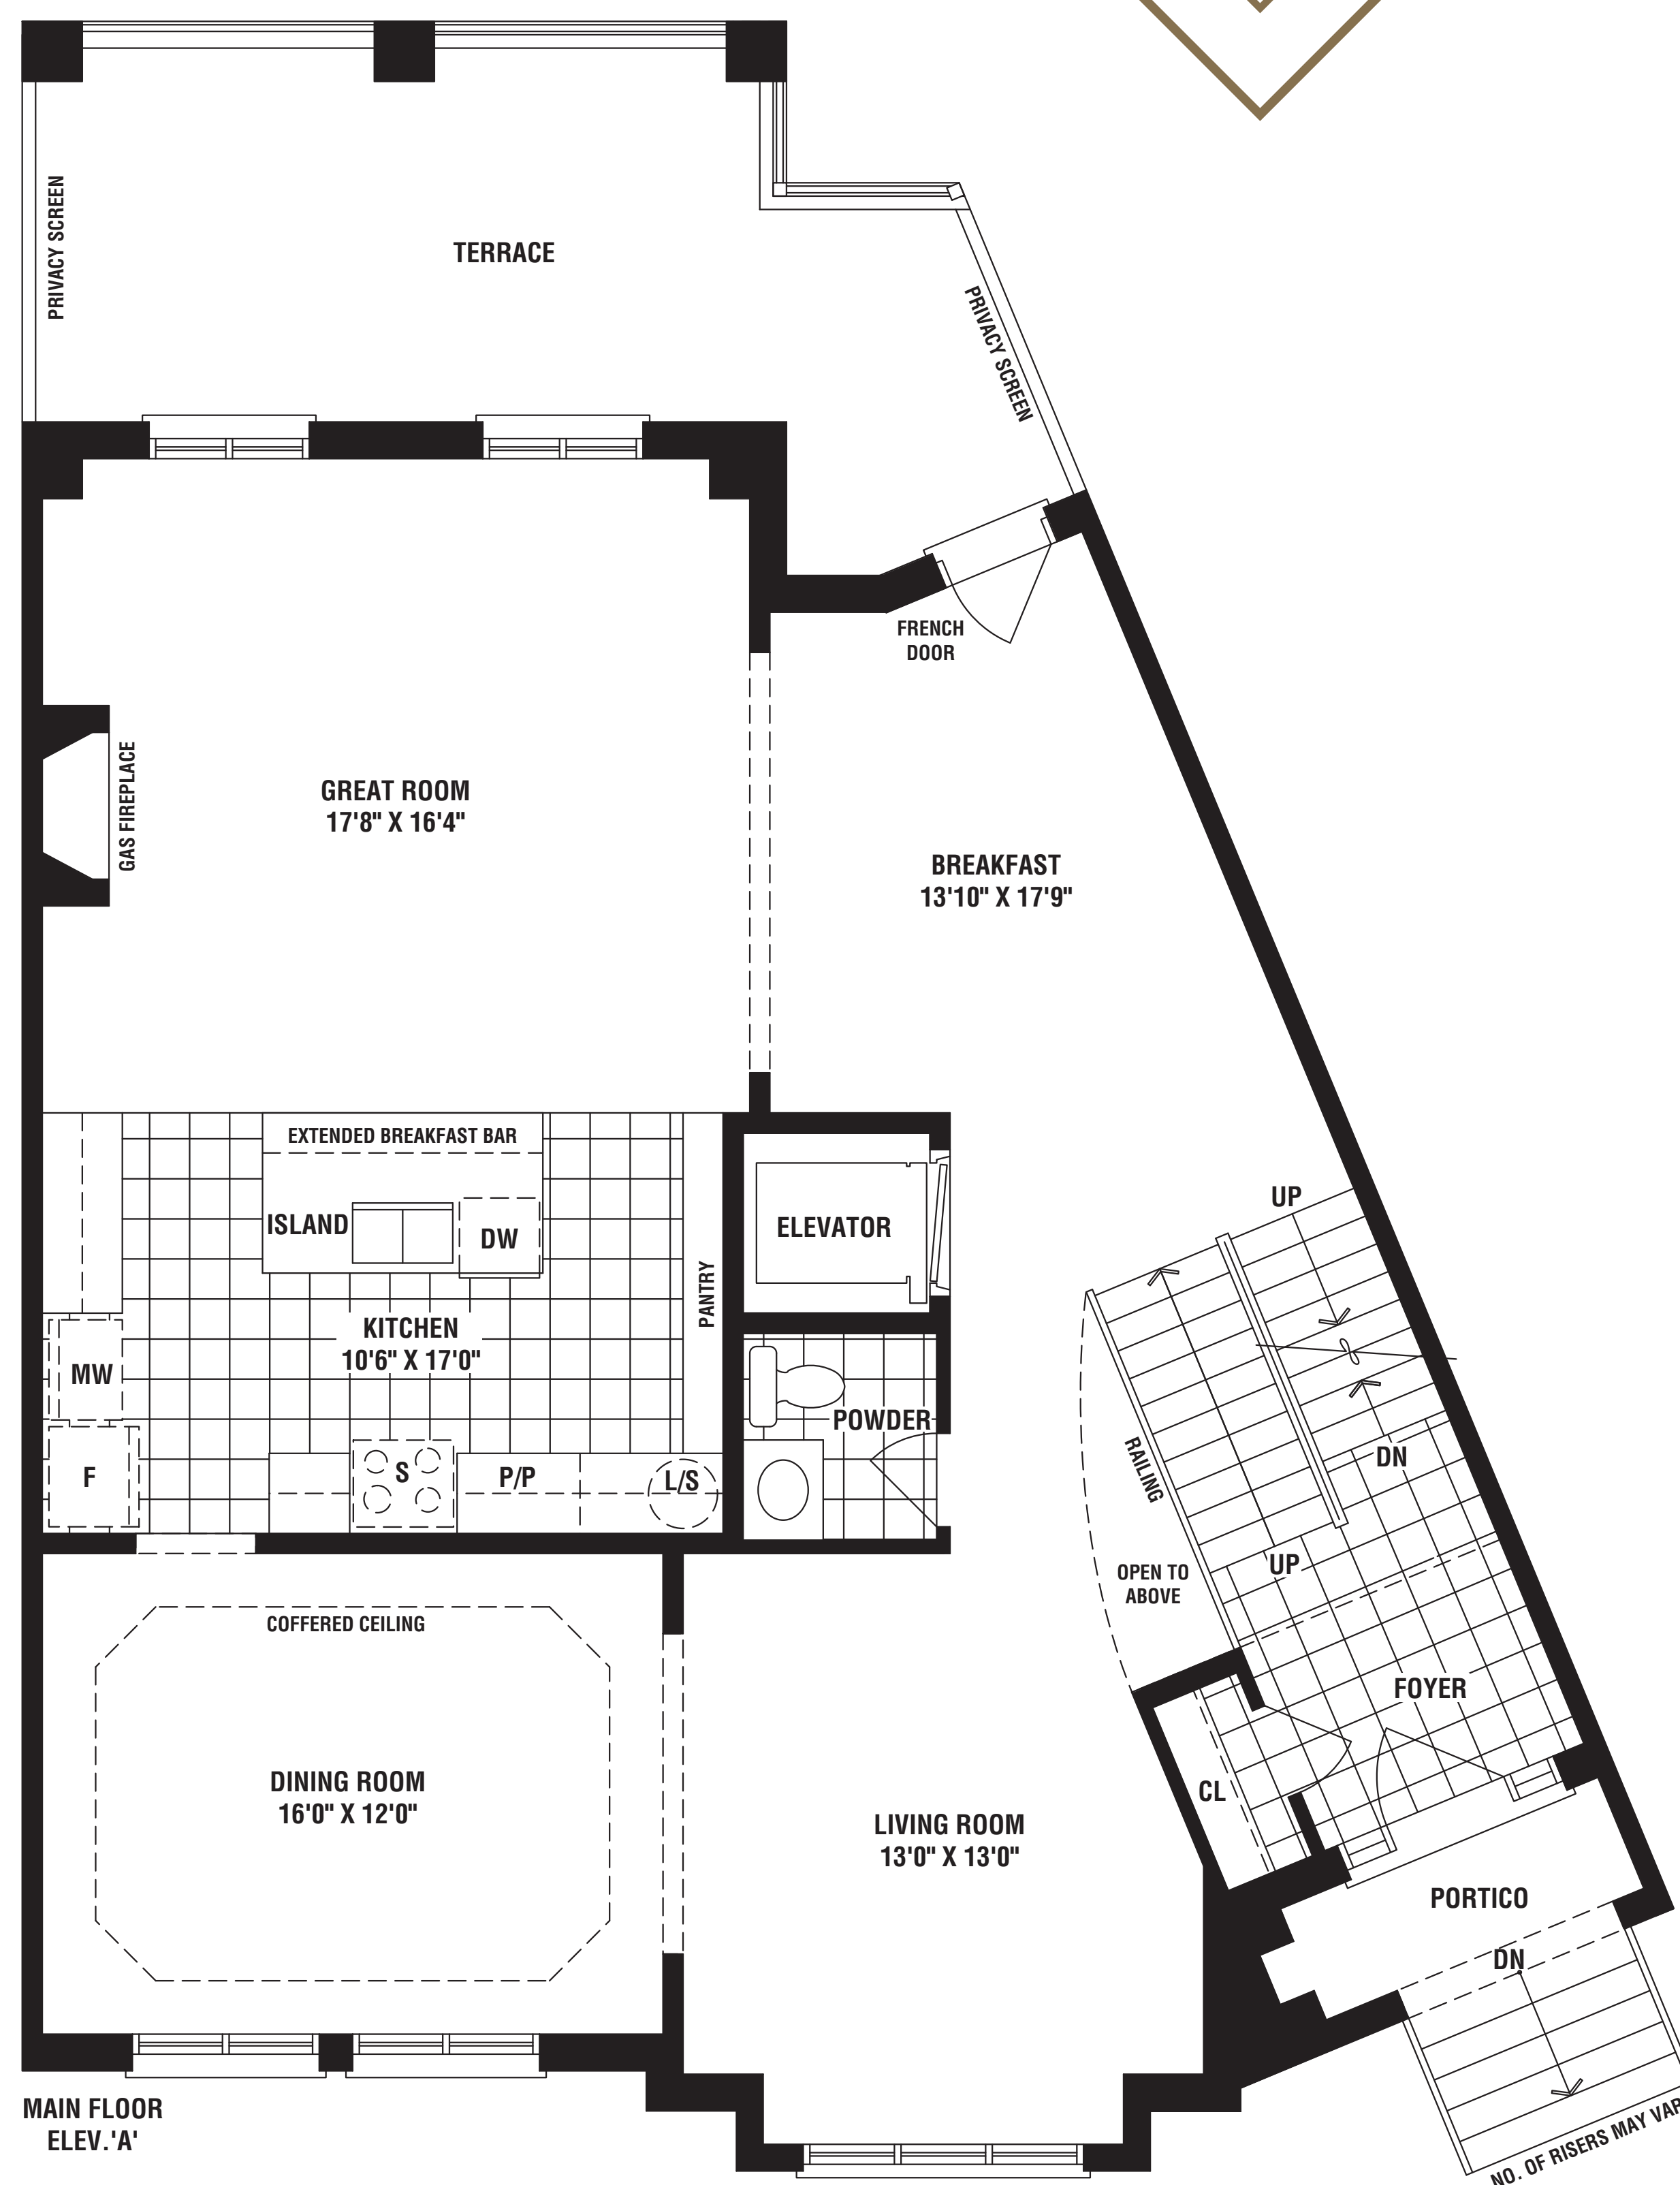 PRIVACY SCREEN
TERRACE
PRIVACY SCREEN
FRENCH
DOOR
GAS FIREPLACE
GREAT ROOM
17'8" X 16'4"
BREAKFAST
13'10" X 17'9"
EXTENDED BREAKFAST BAR
ISLAND
DW
PANTRY
ELEVATOR
UP
KITCHEN
10'6" X 17'0"
MW
POWDER
F
S
P/P
L/S
RAILING
DN
UP
OPEN TO
ABOVE
COFFERED CEILING
FOYER
DINING ROOM
16'0" X 12'0"
CL
LIVING ROOM
13'0" X 13'0"
PORTICO
DN
MAIN FLOOR
ELEV.'A'
NO. OF RISERS MAY